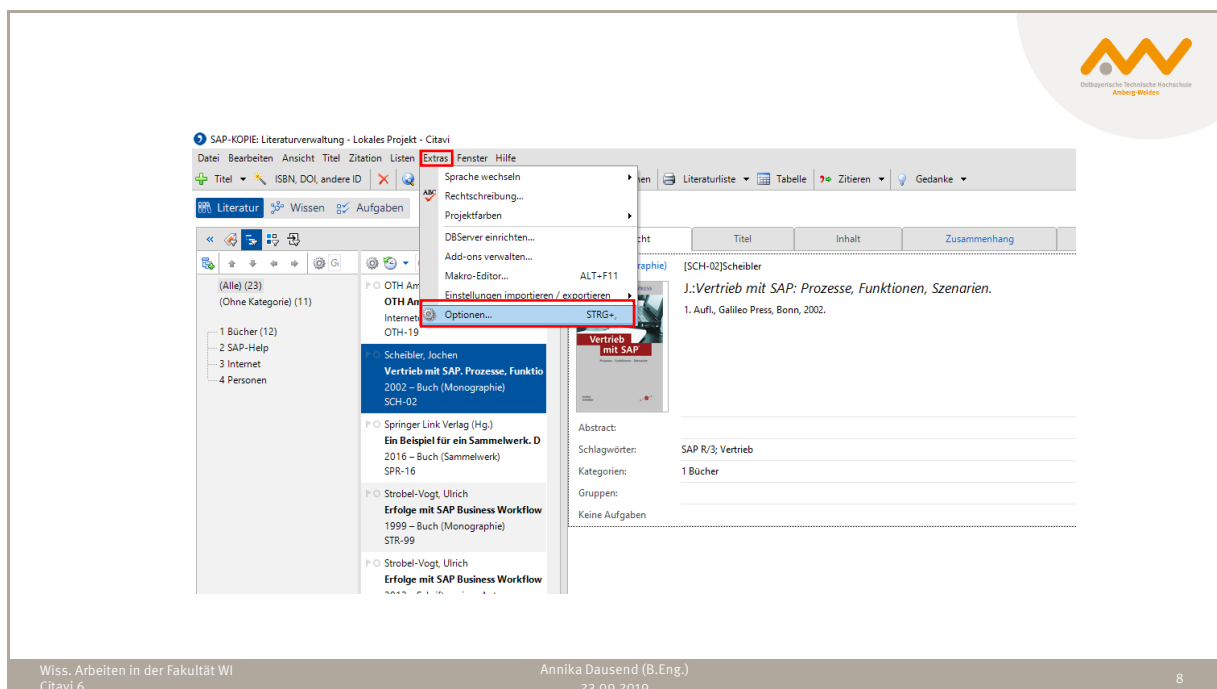 Ostbayerische Technische Hochschule
Amberg-Weiden
SAP-KOPIE: Literaturverwaltung - Lokales Projekt - Citavi
Datei Bearbeiten Ansicht Titel Zitation Listen Extras Fenster Hilfe
Titel ISBN, DOI, andere ID
en Literaturliste Tabelle Zitieren Gedanke
Literatur Wissen Aufgaben
Sprache wechseln
ABC Rechtschreibung...
Projektfarben
DBServer einrichten...
Add-ons verwalten...
Makro-Editor... ALT+F11
Einstellungen importieren / exportieren
Optionen... STRG+,
(Alle) (23)
(Ohne Kategorie) (11)
1 Bücher (12)
2 SAP-Help
3 Internet
4 Personen
OTH Am
OTH An
Internet
OTH-19
Scheibler, Jochen
Vertrieb mit SAP. Prozesse, Funktio
2002 – Buch (Monographie)
SCH-02
Springer Link Verlag (Hg.)
Ein Beispiel für ein Sammelwerk. D
2016 – Buch (Sammelwerk)
SPR-16
Strobel-Vogt, Ulrich
Erfolge mit SAP Business Workflow
1999 – Buch (Monographie)
STR-99
Strobel-Vogt, Ulrich
Erfolge mit SAP Business Workflow
cht Titel Inhalt Zusammenhang
raphie) [SCH-02]Scheibler
J.:Vertrieb mit SAP: Prozesse, Funktionen, Szenarien.
1. Aufl., Galileo Press, Bonn, 2002.
Vertrieb
mit SAP
Abstract:
Schlagwörter: SAP R/3; Vertrieb
Kategorien: 1 Bücher
Gruppen:
Keine Aufgaben
Wiss. Arbeiten in der Fakultät WI
Citavi 6
Annika Dausend (B.Eng.)
23.09.2019
8